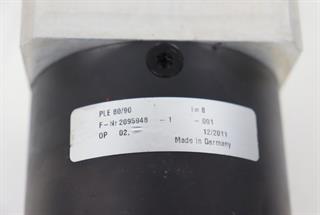 PLE 80/90 i= 8
F-Nr 2095948 -1 -001
OP 02. 12/2011
Made in Germany